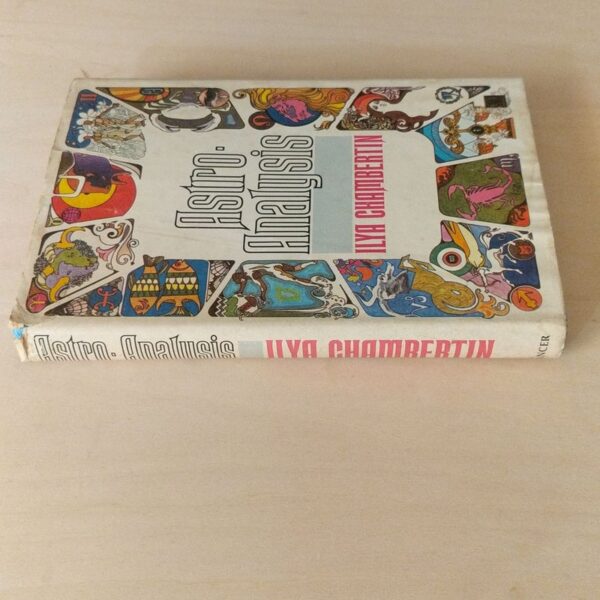 Astro-
Analysis
ILYA CHAMBERTIN
Astro-Analysis ILYA CHAMBERTIN